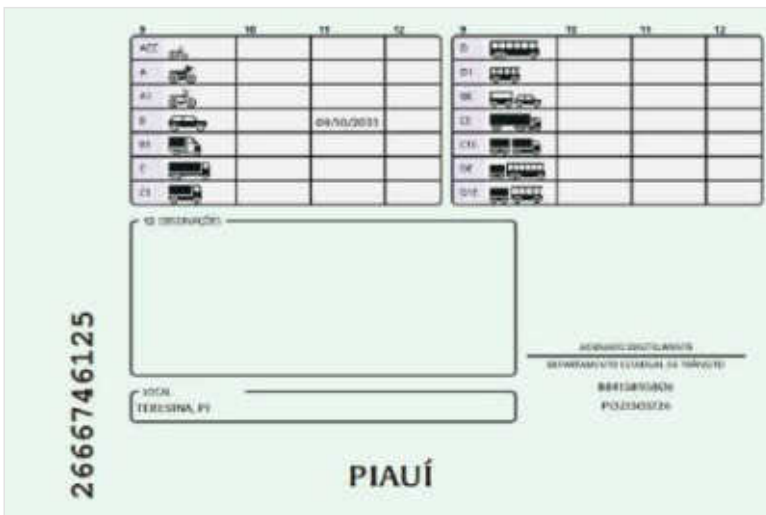 9 10 11 12
ACC
A
A1
B 09/10/2033
B1
C
C1
9 10 11 12
D
D1
BE
CE
C1E
DE
D1E
12 OBSERVAÇÕES
LOCAL
TERESINA, PI
ASSINADO DIGITALMENTE
DEPARTAMENTO ESTADUAL DE TRÂNSITO
2666746125
PIAUÍ